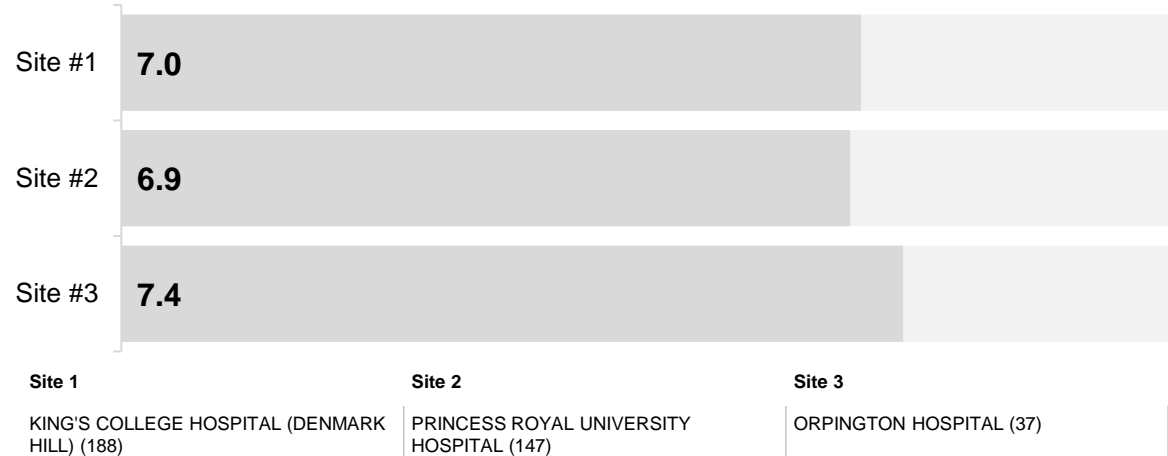 Site #1 7.0
Site #2 6.9
Site #3 7.4
Site 1 Site 2 Site 3
KING'S COLLEGE HOSPITAL (DENMARK
HILL) (188)
PRINCESS ROYAL UNIVERSITY
HOSPITAL (147)
ORPINGTON HOSPITAL (37)